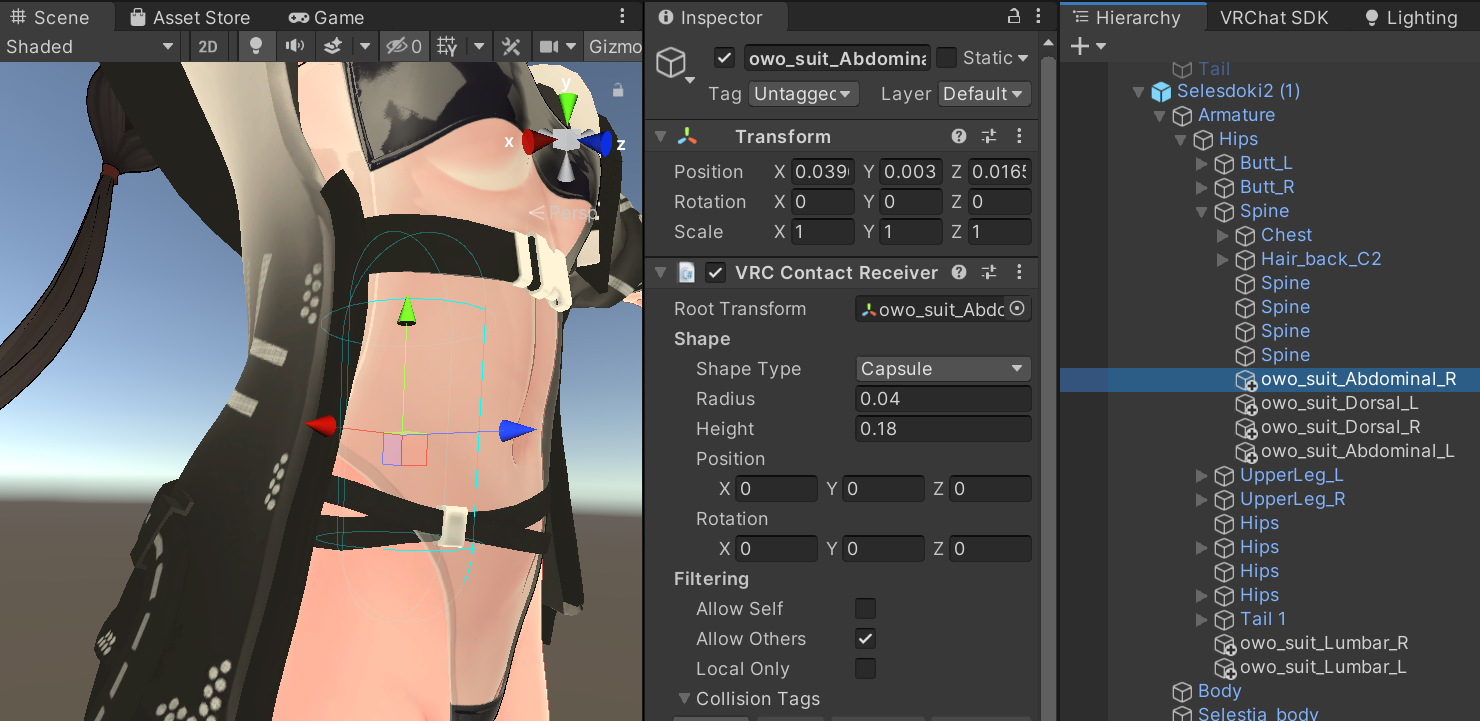 Scene
Asset Store
Game
Shaded
2D
0
Gizmo
y
x
z
Persp
Inspector
owo_suit_Abdomina
Static
Tag
Untagged
Layer
Default
Transform
Position X 0.039 Y 0.003 Z 0.016
Rotation X 0 Y 0 Z 0
Scale X 1 Y 1 Z 1
VRC Contact Receiver
Root Transform
owo_suit_Abdo
Shape
Shape Type
Capsule
Radius
0.04
Height
0.18
Position
X 0 Y 0 Z 0
Rotation
X 0 Y 0 Z 0
Filtering
Allow Self
Allow Others
Local Only
Collision Tags
Hierarchy
VRChat SDK
Lighting
Tail
Selesdoki2 (1)
Armature
Hips
Butt_L
Butt_R
Spine
Chest
Hair_back_C2
Spine
Spine
Spine
Spine
owo_suit_Abdominal_R
owo_suit_Dorsal_L
owo_suit_Dorsal_R
owo_suit_Abdominal_L
UpperLeg_L
UpperLeg_R
Hips
Hips
Hips
Hips
Tail 1
owo_suit_Lumbar_R
owo_suit_Lumbar_L
Body
Selestia_body